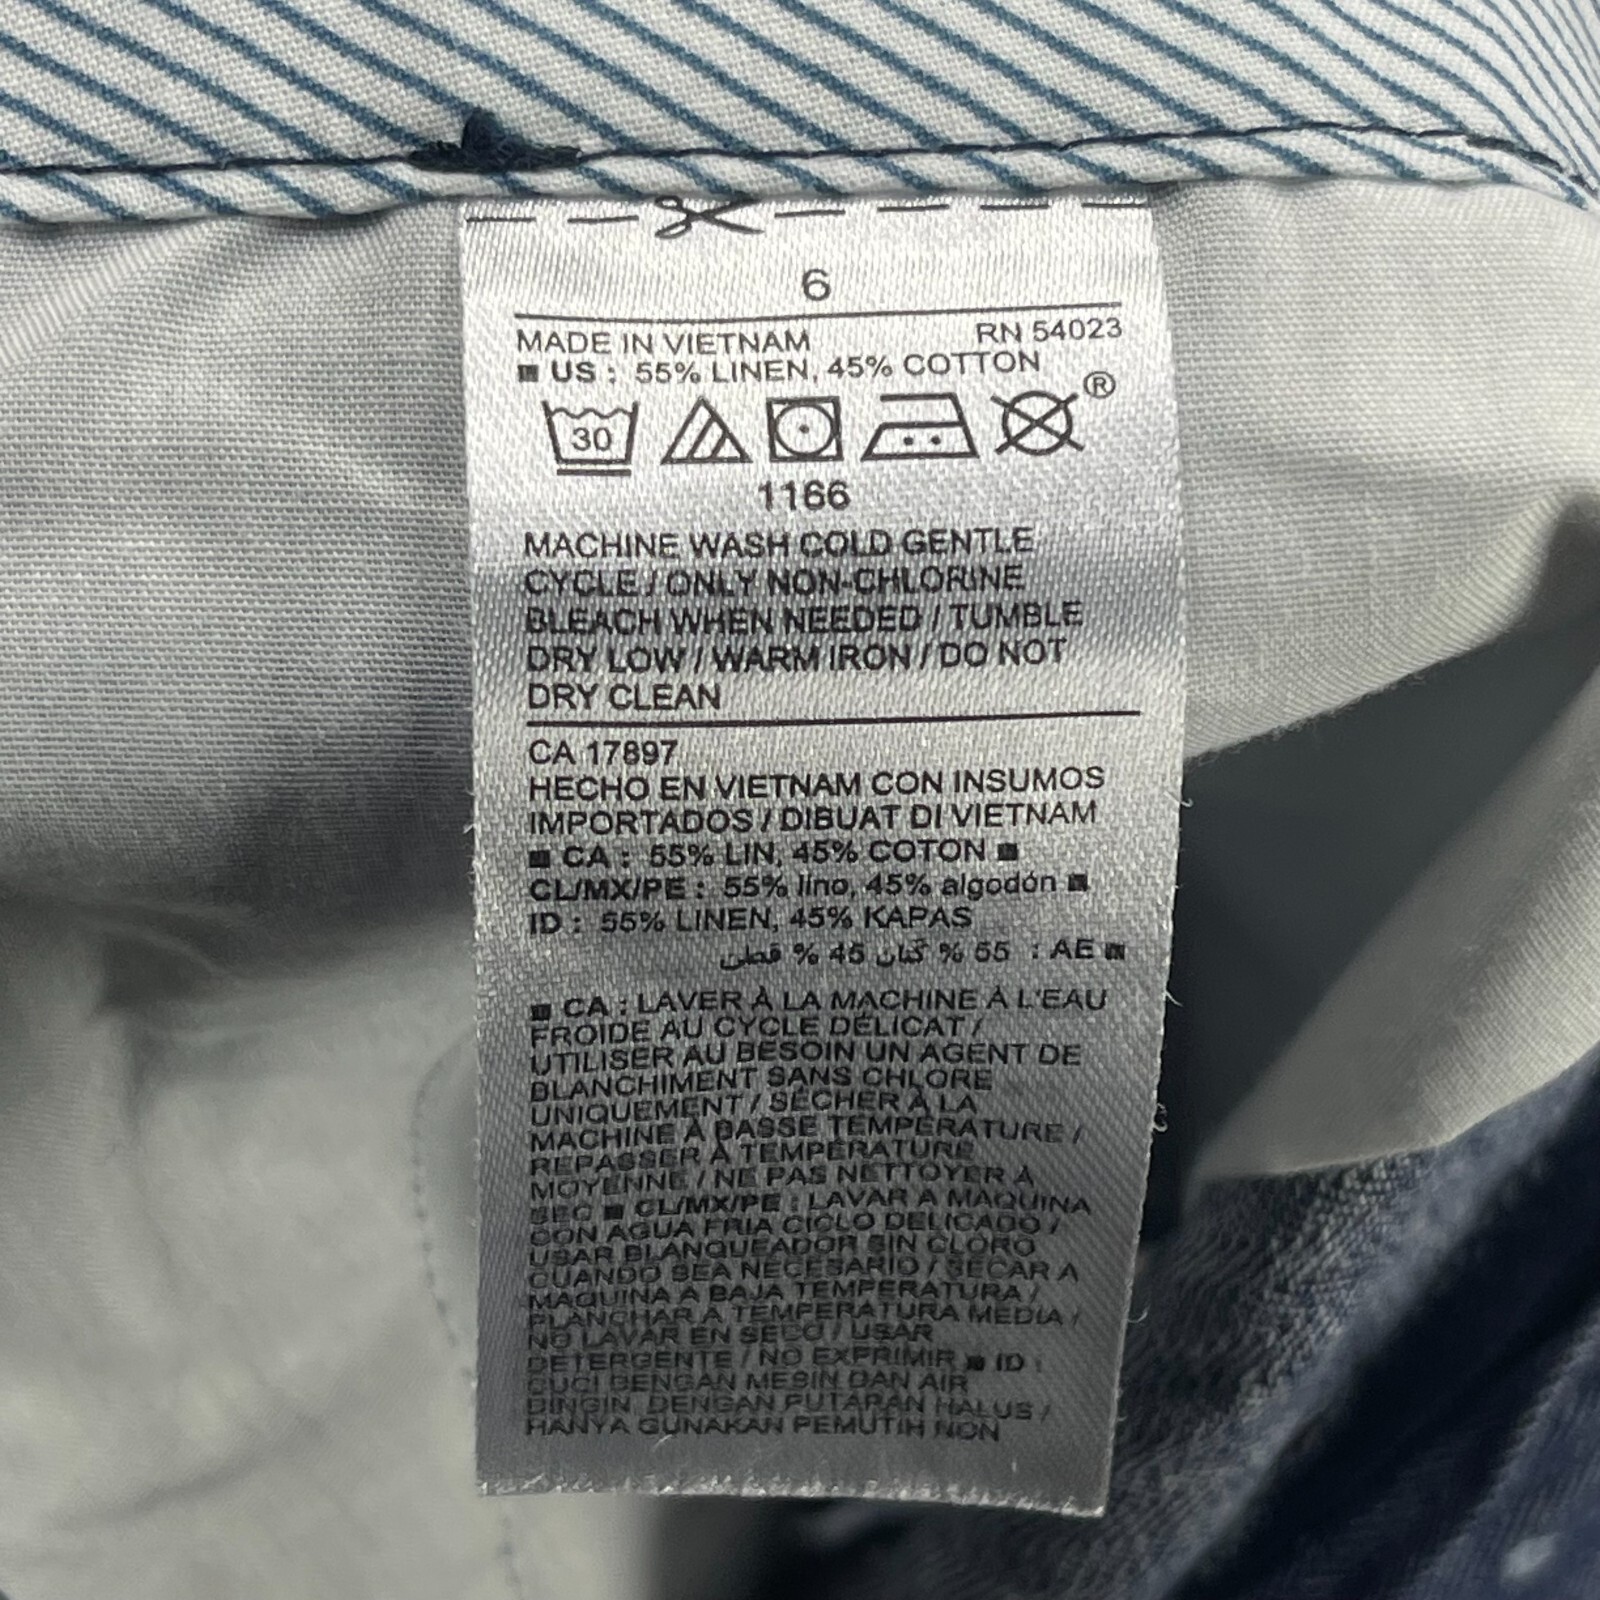 6
MADE IN VIETNAM RN 54023
■ US : 55% LINEN, 45% COTTON
30 ®
1166
MACHINE WASH COLD GENTLE
CYCLE / ONLY NON-CHLORINE
BLEACH WHEN NEEDED / TUMBLE
DRY LOW / WARM IRON / DO NOT
DRY CLEAN
CA 17897
HECHO EN VIETNAM CON INSUMOS
IMPORTADOS / DIBUAT DI VIETNAM
■ CA : 55% LIN, 45% COTON ■
CL/MX/PE : 55% lino, 45% algodón ■
ID : 55% LINEN, 45% KAPAS
■ AE : 55 % كتان 45 % قطن
■ CA : LAVER À LA MACHINE À L'EAU
FROIDE AU CYCLE DÉLICAT /
UTILISER AU BESOIN UN AGENT DE
BLANCHIMENT SANS CHLORE
UNIQUEMENT / SÉCHER À LA
MACHINE À BASSE TEMPÉRATURE /
REPASSER À TEMPÉRATURE
MOYENNE / NE PAS NETTOYER À
SEC ■ CL/MX/PE : LAVAR A MAQUINA
CON AGUA FRIA CICLO DELICADO /
USAR BLANQUEADOR SIN CLORO
CUANDO SEA NECESARIO / SECAR A
MAQUINA A BAJA TEMPERATURA /
PLANCHAR A TEMPERATURA MEDIA /
NO LAVAR EN SECO / USAR
DETERGENTE / NO EXPRIMIR ■ ID :
CUCI DENGAN MESIN DAN AIR
DINGIN, DENGAN PUTARAN HALUS /
HANYA GUNAKAN PEMUTIH NON